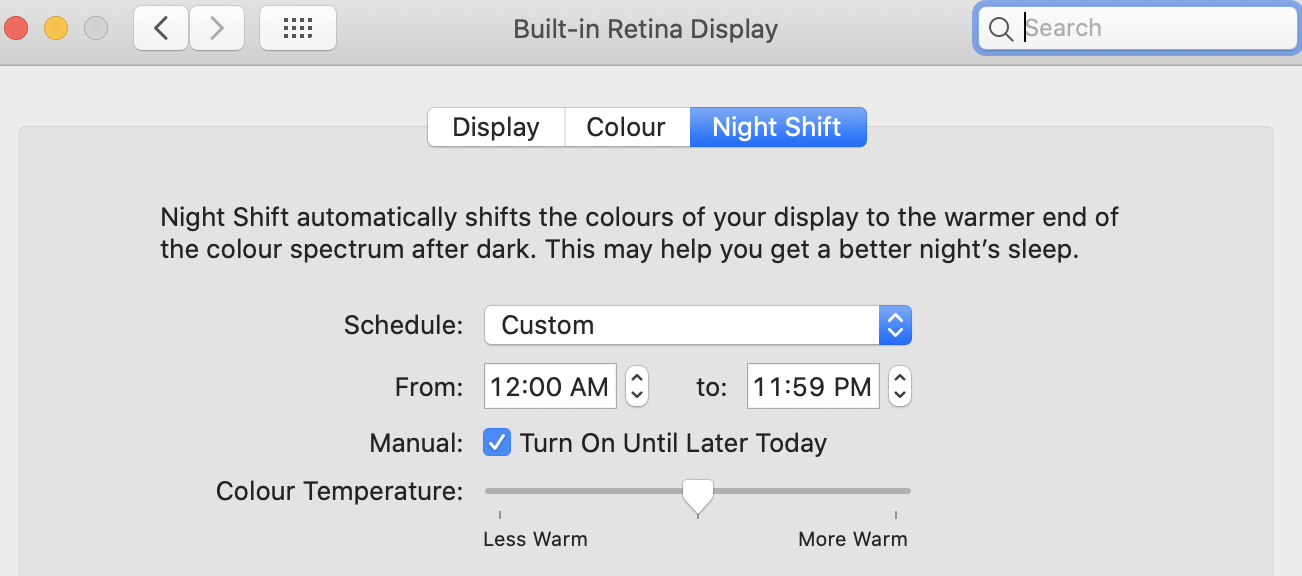 Built-in Retina Display
Search
Display Colour Night Shift
Night Shift automatically shifts the colours of your display to the warmer end of
the colour spectrum after dark. This may help you get a better night’s sleep.
Schedule: Custom
From: 12:00 AM to: 11:59 PM
Manual: Turn On Until Later Today
Colour Temperature:
Less Warm More Warm